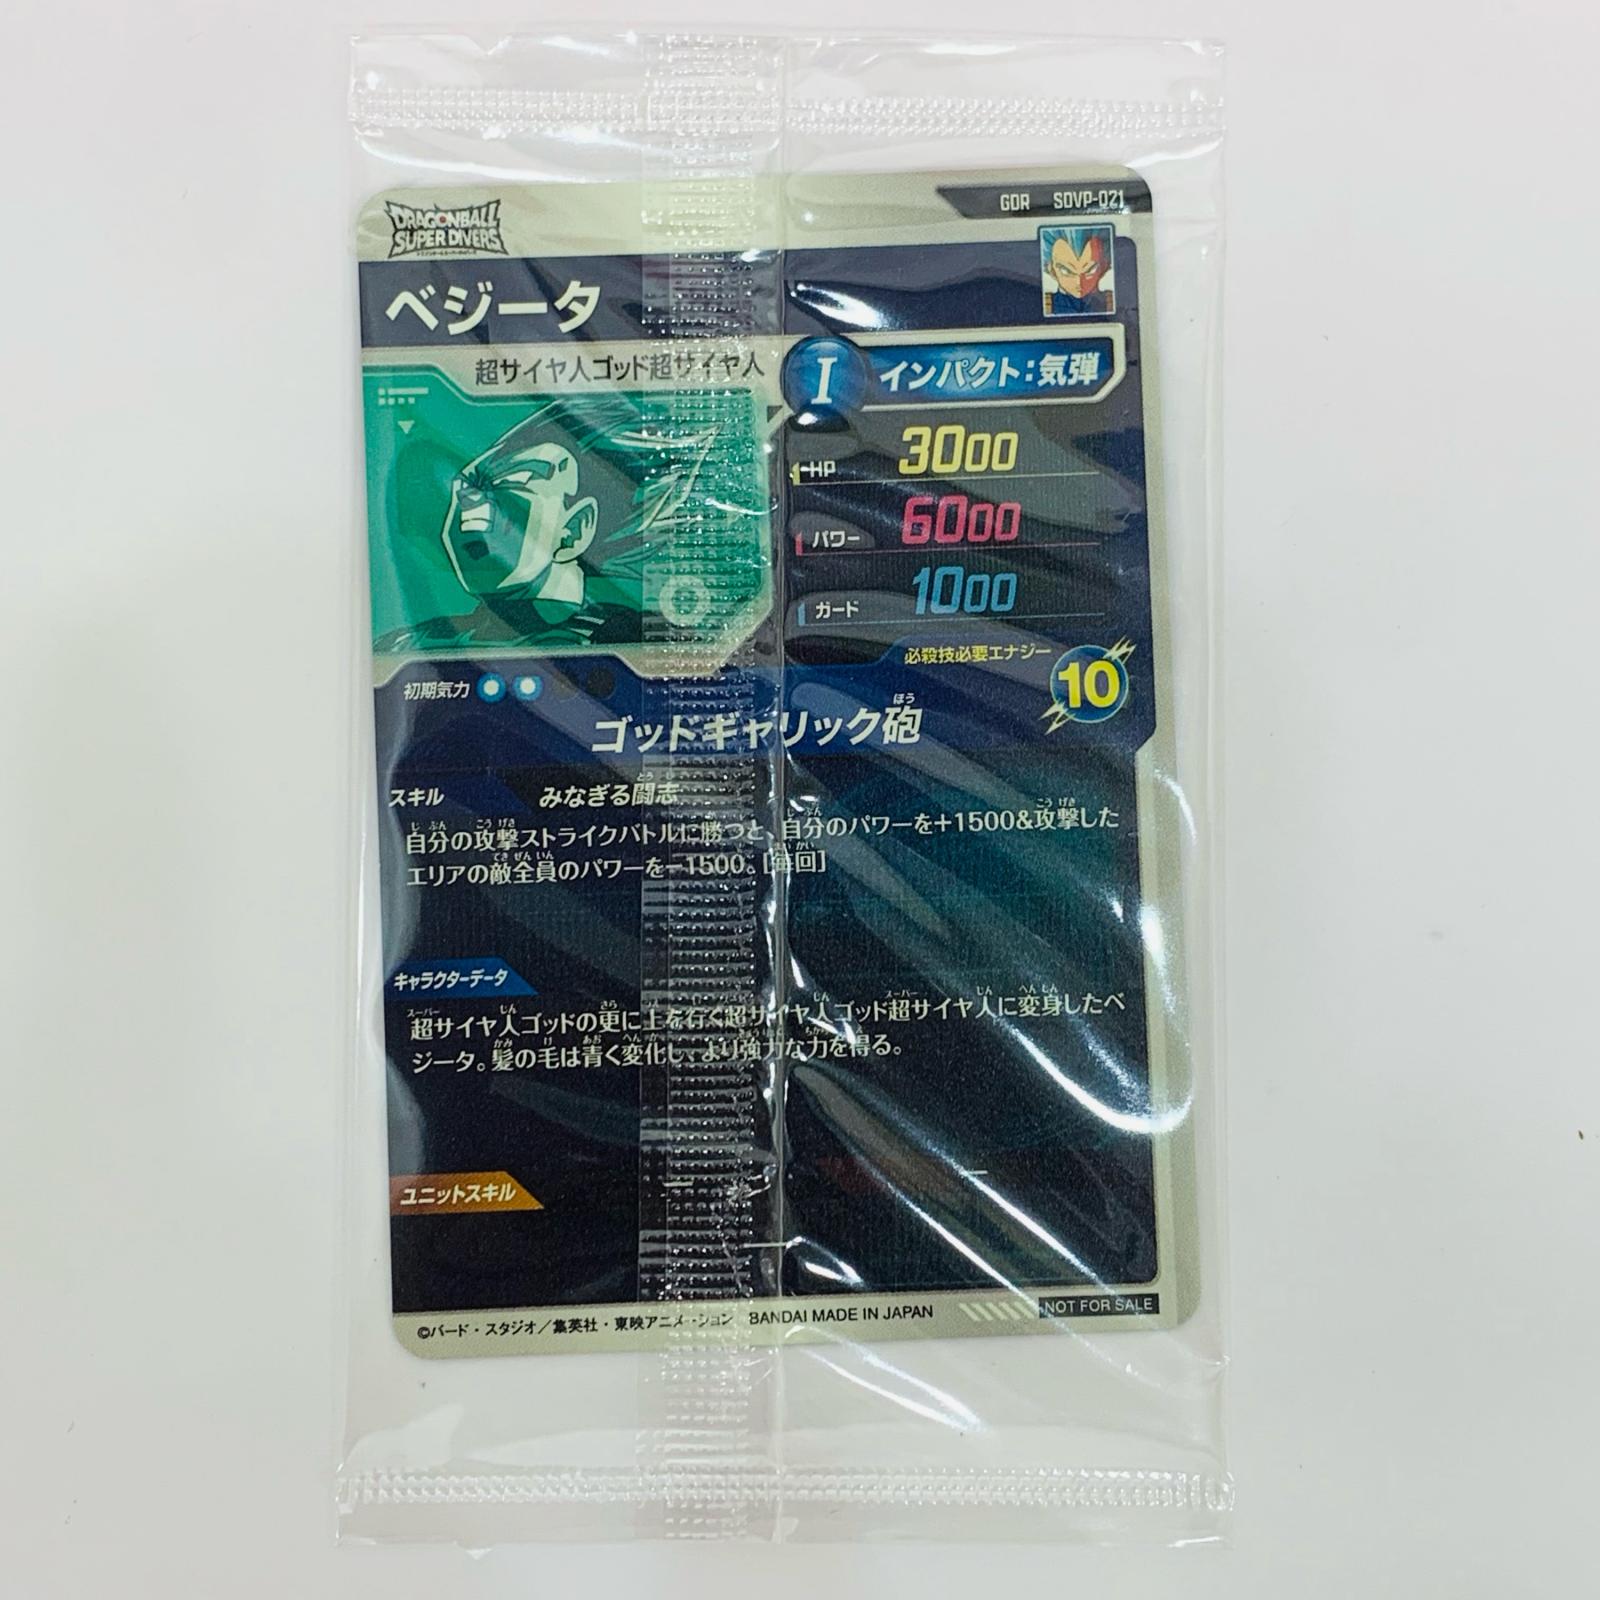 DRAGONBALL
SUPER DIVERS
GDR SDVP-021
ベジータ
超サイヤ人ゴッド超サイヤ人
I インパクト:気弾
HP 3000
パワー 6000
ガード 1000
必殺技必要エナジー
10
初期気力
ゴッドギャリック砲
スキル みなぎる闘志
自分の攻撃ストライクバトルに勝つと、自分のパワーを+1500&攻撃した
エリアの敵全員のパワーを-1500。[毎回]
キャラクターデータ
超サイヤ人ゴッドの更に上を行く超サイヤ人ゴッド超サイヤ人に変身したベ
ジータ。髪の毛は青く変化し、より強力な力を得る。
ユニットスキル
©バード・スタジオ/集英社・東映アニメーション BANDAI MADE IN JAPAN
NOT FOR SALE